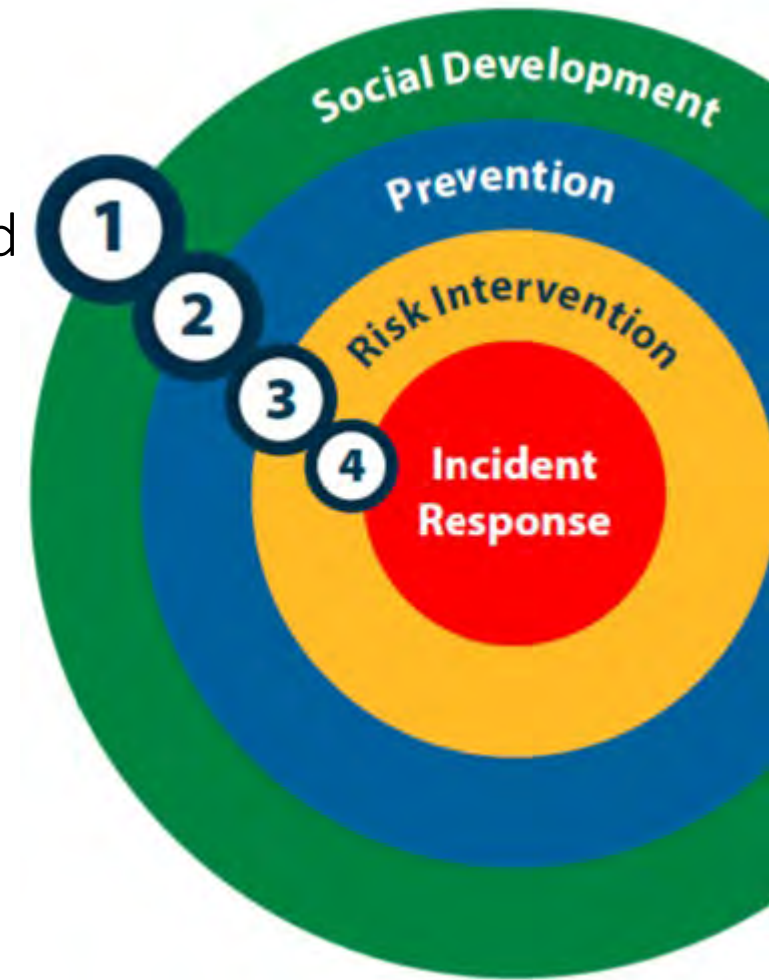 Social Development
Prevention
Risk Intervention
Incident
Response
1
2
3
4
d